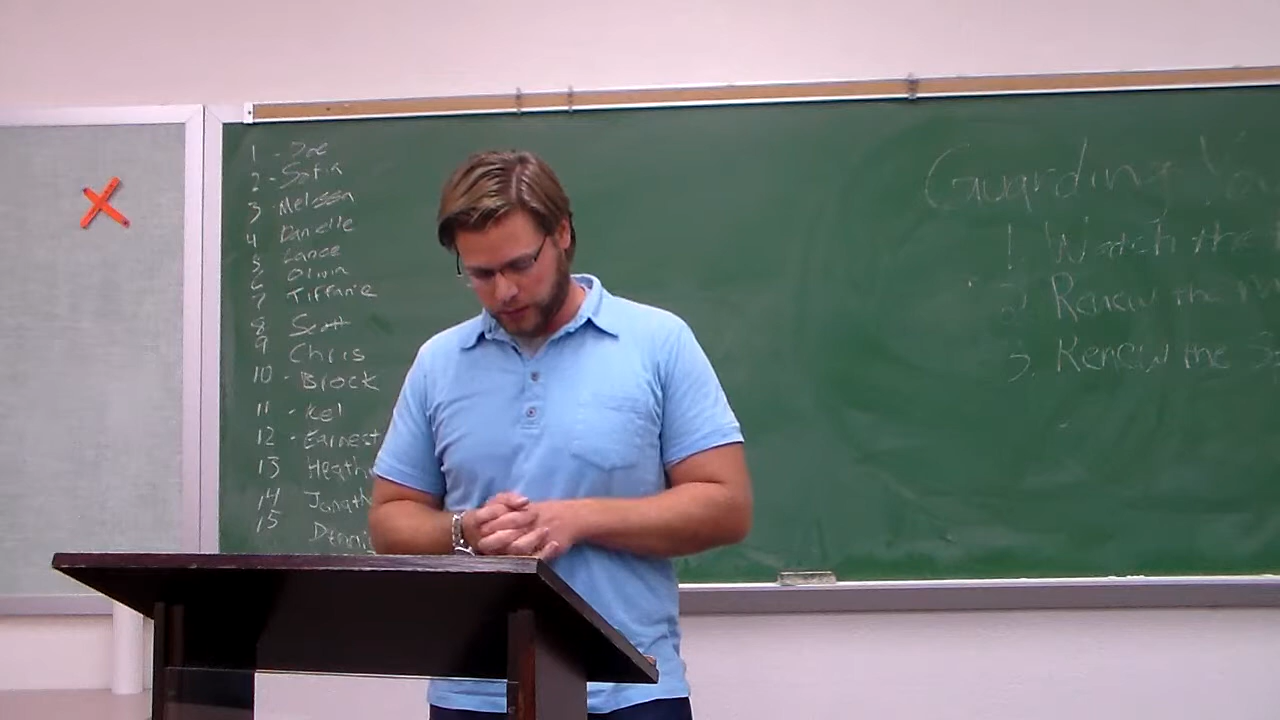 1 - Joe
2 - Sofia
3 Melissa
4 Danielle
5 Lance
6 Olivia
7 Tiffanie
8 Scott
9 Chris
10 - Block
11 - Kel
12 - Earnest
13 Heath
14 Jonath
15 Denni
Guarding
1. Watch the
2. Renew the
3. Renew the